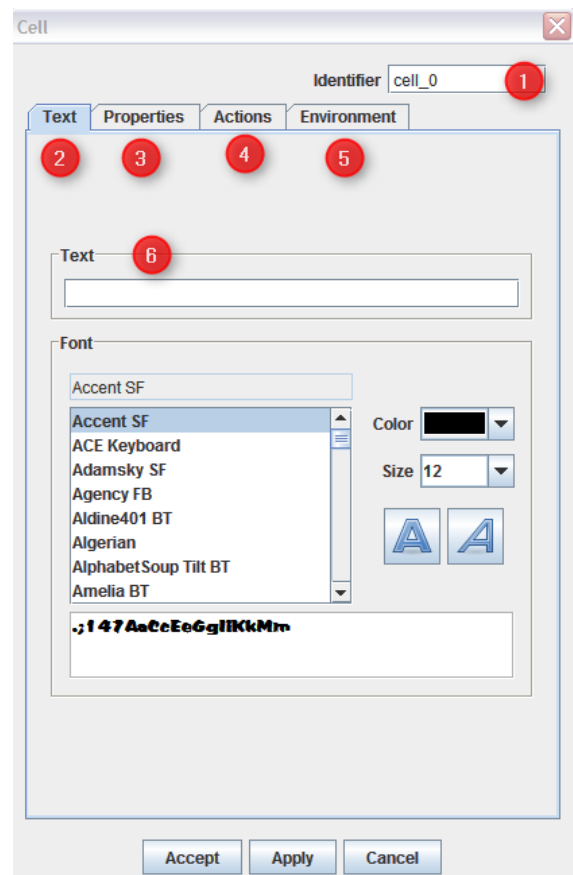 Cell
Identifier cell_0 1
Text Properties Actions Environment
2 3 4 5
Text 6
Font
Accent SF
Accent SF
ACE Keyboard
Adamsky SF
Agency FB
Aldine401 BT
Algerian
AlphabetSoup Tilt BT
Amelia BT
Color
Size 12
A A
.;147AaCcEeGgIiKkMm
Accept Apply Cancel